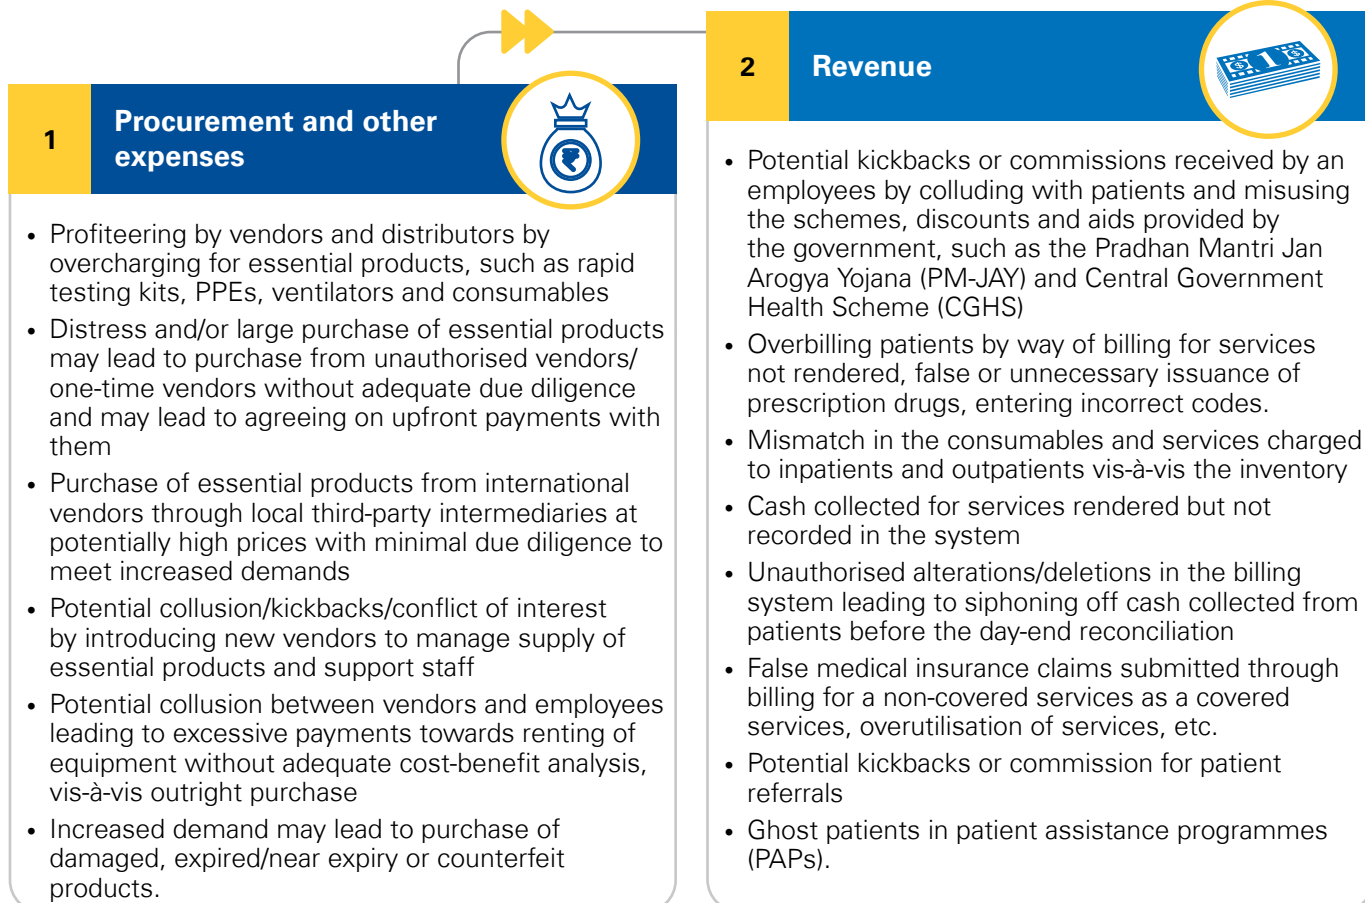 1
Procurement and other
expenses
• Profiteering by vendors and distributors by
overcharging for essential products, such as rapid
testing kits, PPEs, ventilators and consumables
• Distress and/or large purchase of essential products
may lead to purchase from unauthorised vendors/
one-time vendors without adequate due diligence
and may lead to agreeing on upfront payments with
them
• Purchase of essential products from international
vendors through local third-party intermediaries at
potentially high prices with minimal due diligence to
meet increased demands
• Potential collusion/kickbacks/conflict of interest
by introducing new vendors to manage supply of
essential products and support staff
• Potential collusion between vendors and employees
leading to excessive payments towards renting of
equipment without adequate cost-benefit analysis,
vis-à-vis outright purchase
• Increased demand may lead to purchase of
damaged, expired/near expiry or counterfeit
products.
₹
2
Revenue
$ 1 $
• Potential kickbacks or commissions received by an
employees by colluding with patients and misusing
the schemes, discounts and aids provided by
the government, such as the Pradhan Mantri Jan
Arogya Yojana (PM-JAY) and Central Government
Health Scheme (CGHS)
• Overbilling patients by way of billing for services
not rendered, false or unnecessary issuance of
prescription drugs, entering incorrect codes.
• Mismatch in the consumables and services charged
to inpatients and outpatients vis-à-vis the inventory
• Cash collected for services rendered but not
recorded in the system
• Unauthorised alterations/deletions in the billing
system leading to siphoning off cash collected from
patients before the day-end reconciliation
• False medical insurance claims submitted through
billing for a non-covered services as a covered
services, overutilisation of services, etc.
• Potential kickbacks or commission for patient
referrals
• Ghost patients in patient assistance programmes
(PAPs).